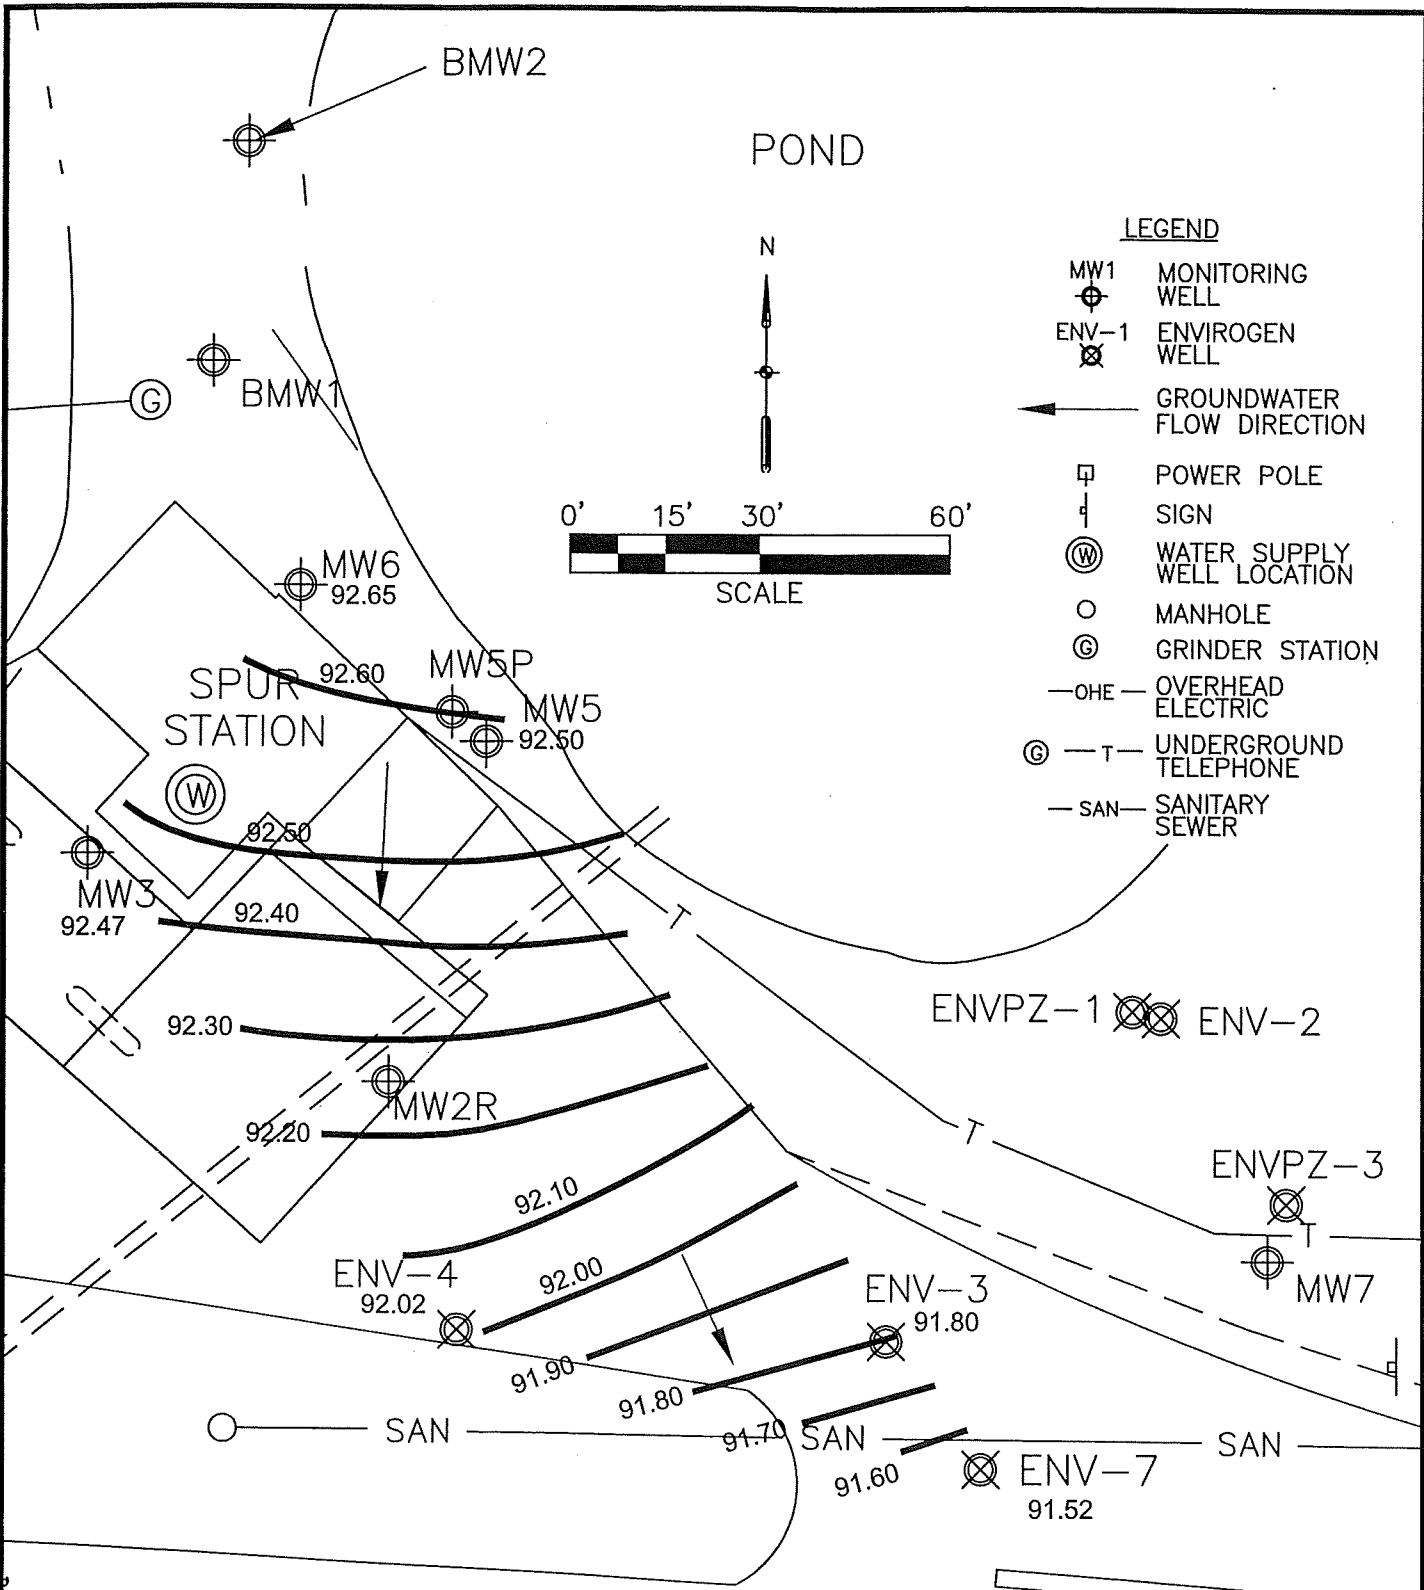 BMW2
POND
N
LEGEND
MW1 MONITORING
WELL
ENV-1 ENVIROGEN
WELL
GROUNDWATER
FLOW DIRECTION
POWER POLE
SIGN
W WATER SUPPLY
WELL LOCATION
MANHOLE
G GRINDER STATION
OHE OVERHEAD
ELECTRIC
G T UNDERGROUND
TELEPHONE
SAN SANITARY
SEWER
BMW1
G
0' 15' 30' 60'
SCALE
MW6
92.65
92.60
MW5P
SPUR
STATION
MW5
92.50
W
92.50
MW3
92.47
92.40
T
92.30
ENVPZ-1
ENV-2
MW2R
92.20
T
92.10
ENVPZ-3
T
MW7
ENV-4
92.02
92.00
ENV-3
91.80
91.90
91.80
SAN
91.70
SAN
SAN
91.60
ENV-7
91.52